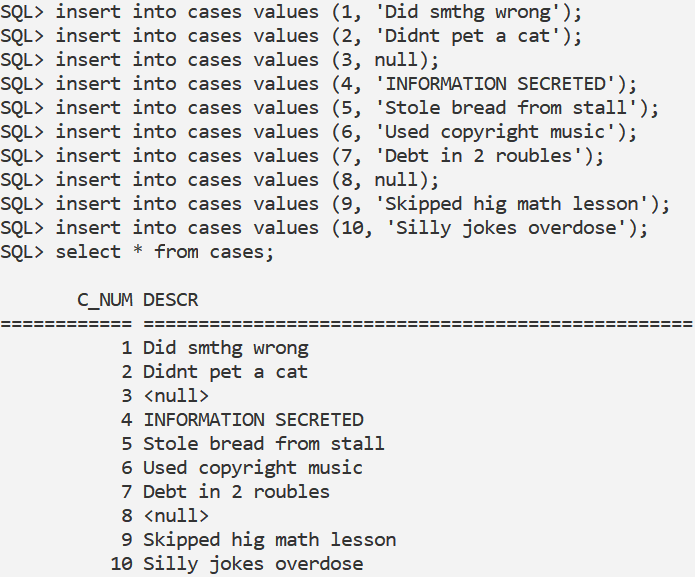 SQL> insert into cases values (1, 'Did smthg wrong');
SQL> insert into cases values (2, 'Didnt pet a cat');
SQL> insert into cases values (3, null);
SQL> insert into cases values (4, 'INFORMATION SECRETED');
SQL> insert into cases values (5, 'Stole bread from stall');
SQL> insert into cases values (6, 'Used copyright music');
SQL> insert into cases values (7, 'Debt in 2 roubles');
SQL> insert into cases values (8, null);
SQL> insert into cases values (9, 'Skipped hig math lesson');
SQL> insert into cases values (10, 'Silly jokes overdose');
SQL> select * from cases;
C_NUM DESCR
============ ==================================================
1 Did smthg wrong
2 Didnt pet a cat
3 <null>
4 INFORMATION SECRETED
5 Stole bread from stall
6 Used copyright music
7 Debt in 2 roubles
8 <null>
9 Skipped hig math lesson
10 Silly jokes overdose